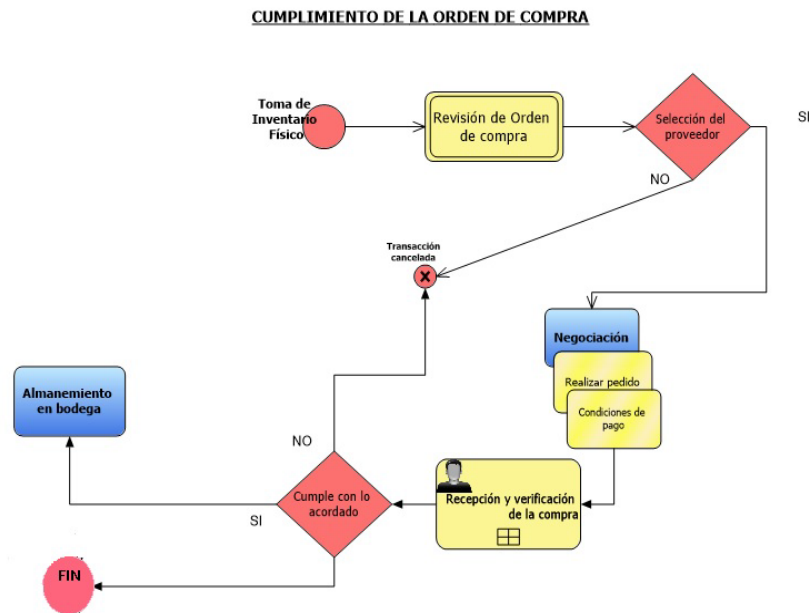 CUMPLIMIENTO DE LA ORDEN DE COMPRA
Toma de
Inventario
Físico
Revisión de Orden
de compra
Selección del
proveedor
SI
NO
Transacción
cancelada
Negociación
Realizar pedido
Condiciones de
pago
Almanemiento
en bodega
NO
Cumple con lo
acordado
SI
Recepción y verificación
de la compra
FIN